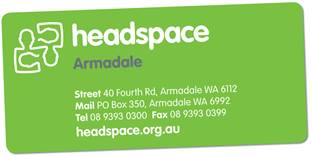 headspace
Armadale
Street 40 Fourth Rd, Armadale WA 6112
Mail PO Box 350, Armadale WA 6992
Tel 08 9393 0300 Fax 08 9393 0399
headspace.org.au